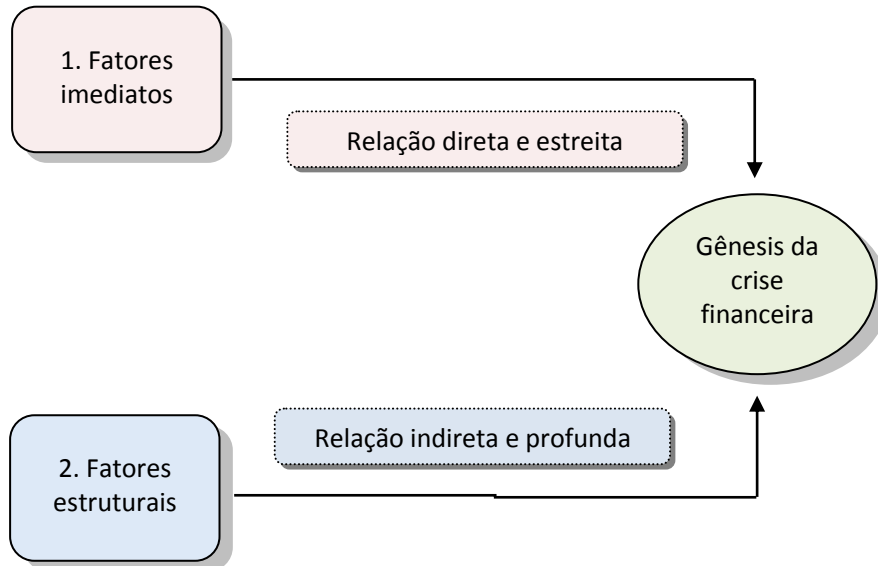 1. Fatores
imediatos
Relação direta e estreita
Gênesis da
crise
financeira
Relação indireta e profunda
2. Fatores
estruturais